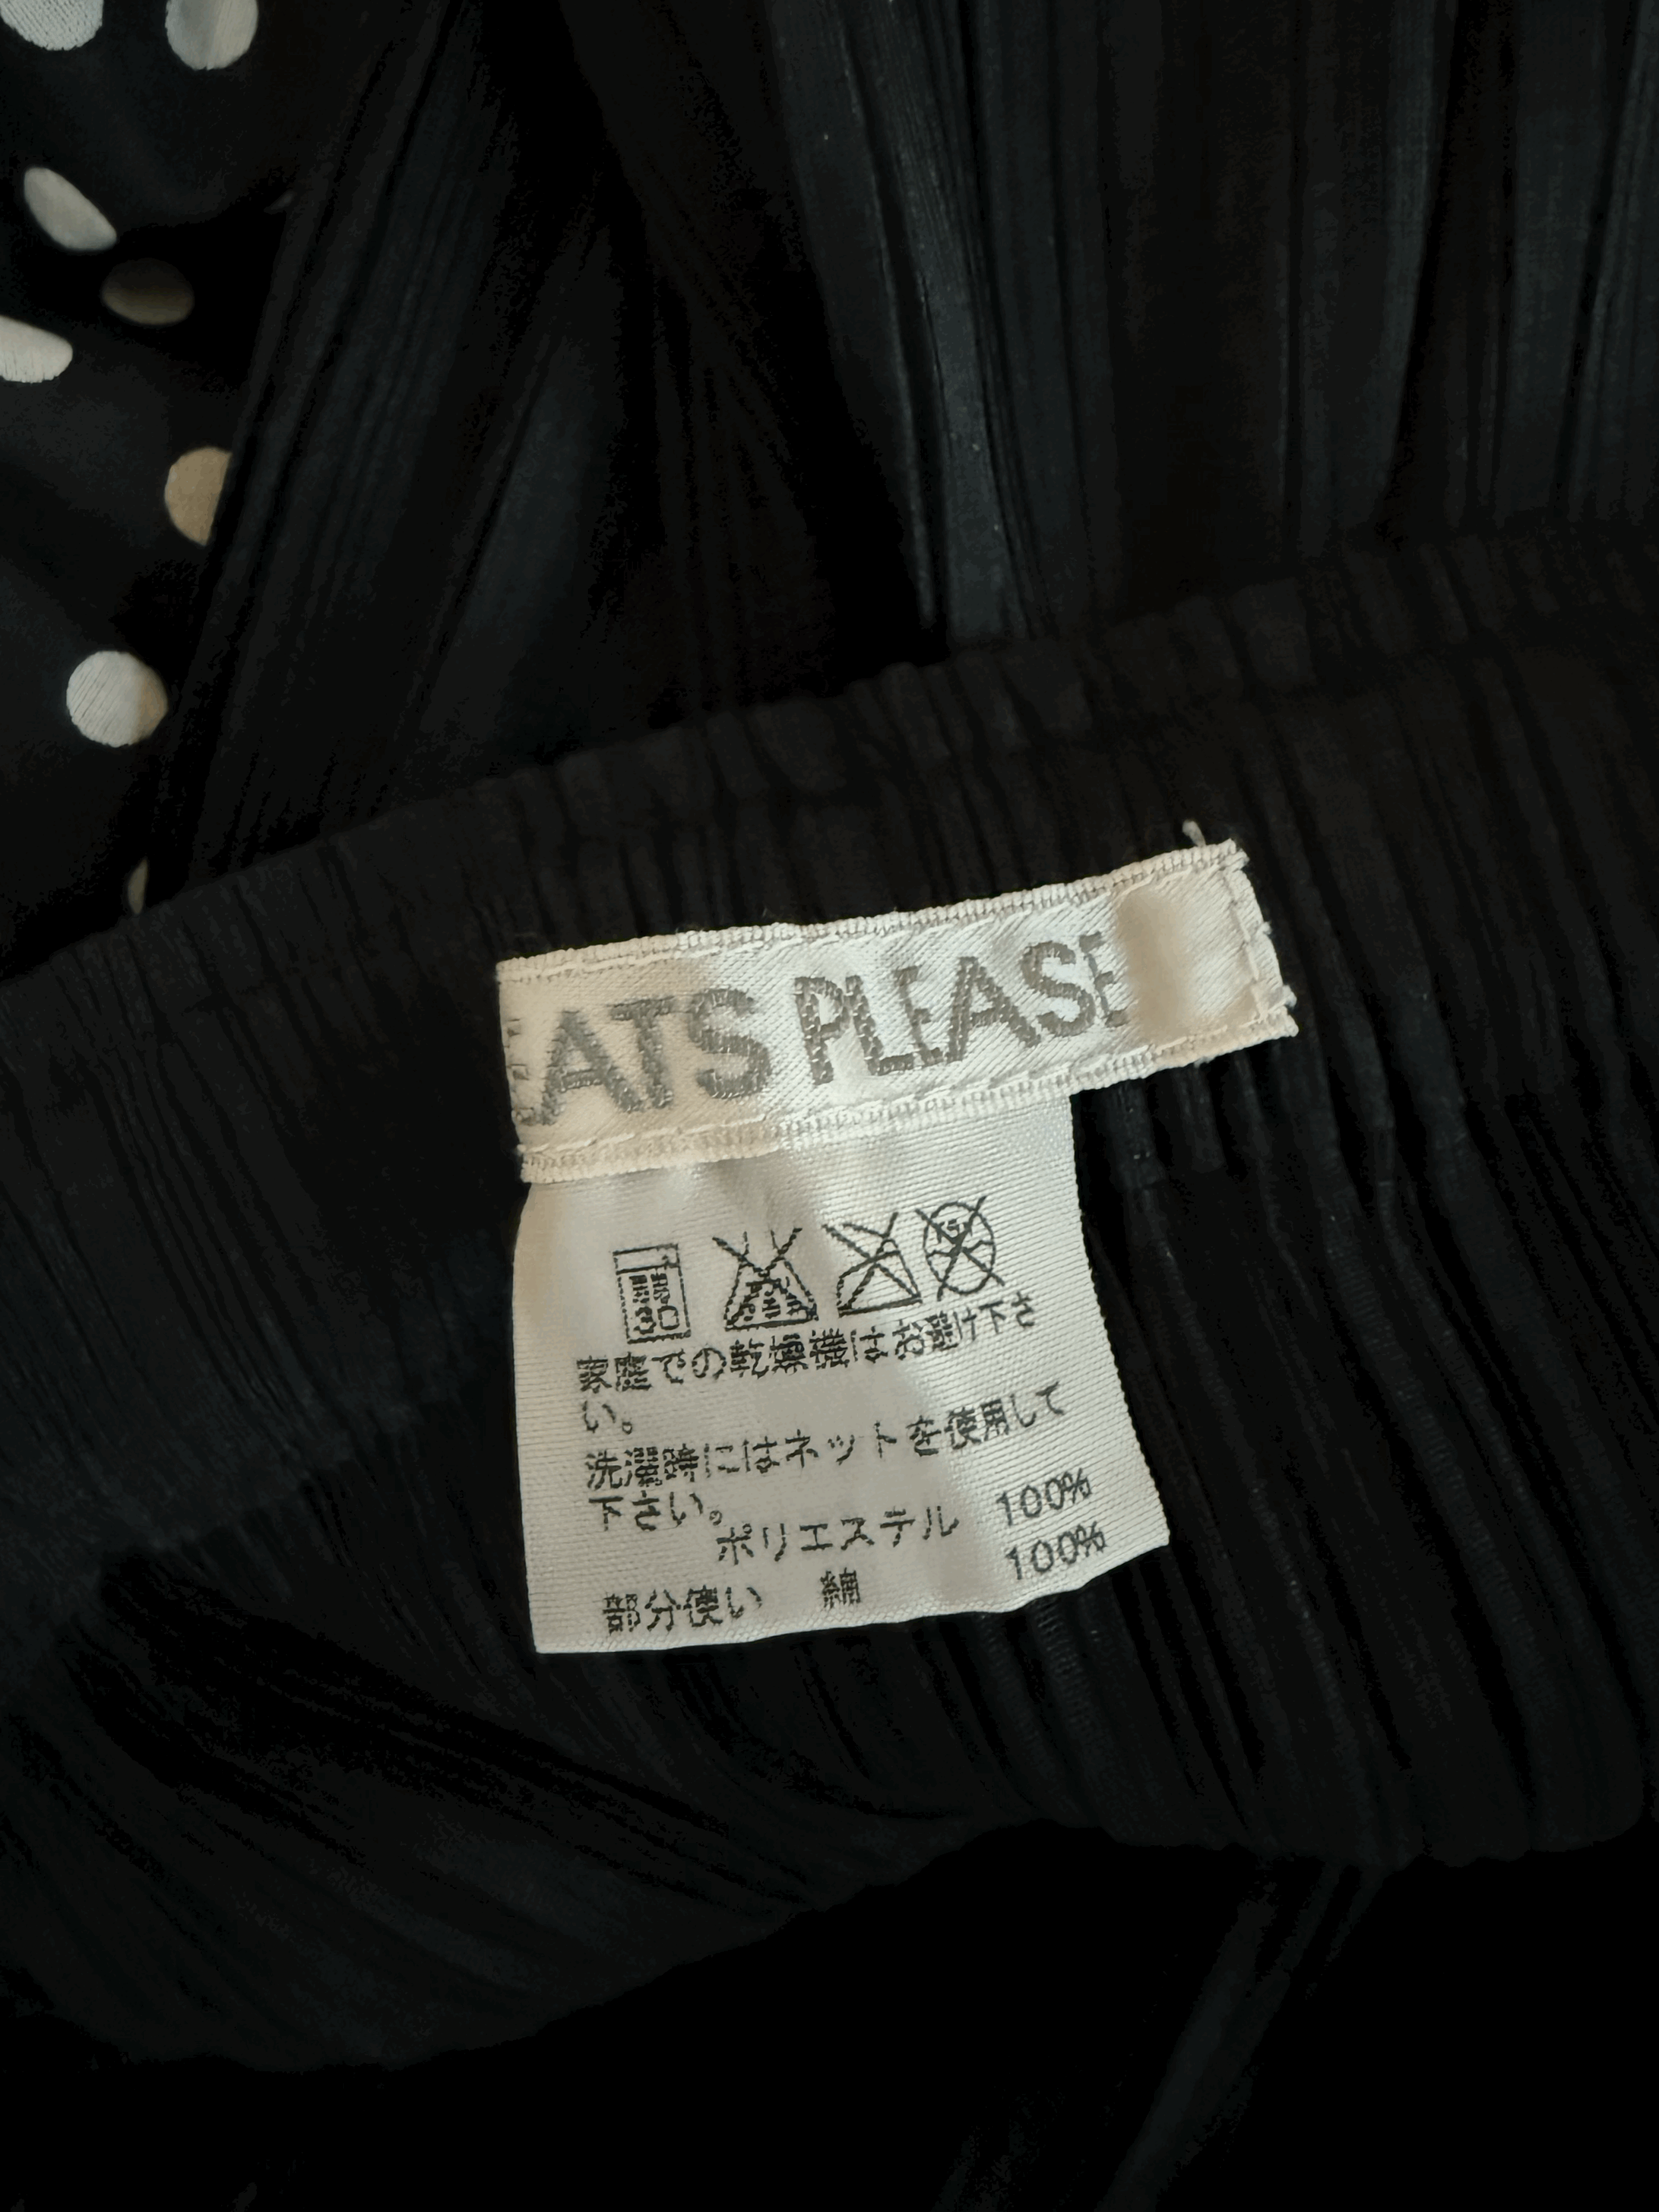 ATS PLEASE
家庭での乾燥機はお避け下さ
い。
洗濯時にはネットを使用して
下さい。
ポリエステル 100%
部分使い 綿 100%